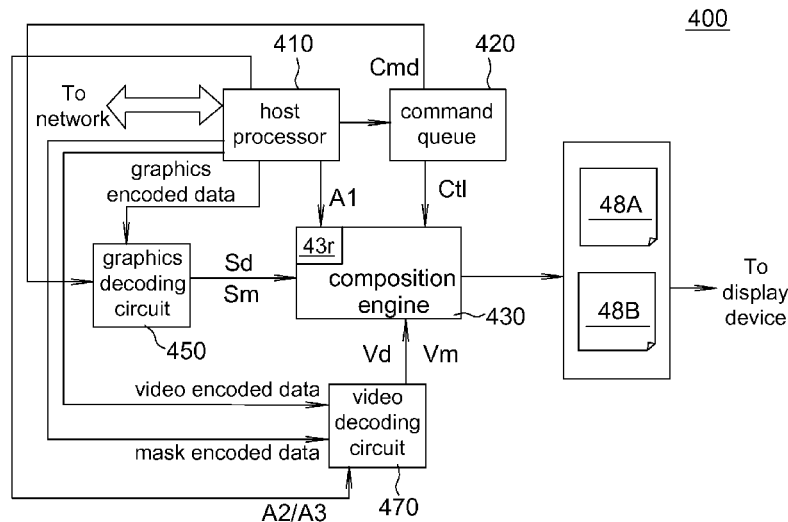 400
410
420
Cmd
To
network
host
processor
command
queue
graphics
encoded data
A1
Ctl
43r
composition
engine
430
graphics
decoding
circuit
450
Sd
Sm
48A
48B
To
display
device
Vd
Vm
video encoded data
mask encoded data
video
decoding
circuit
470
A2/A3